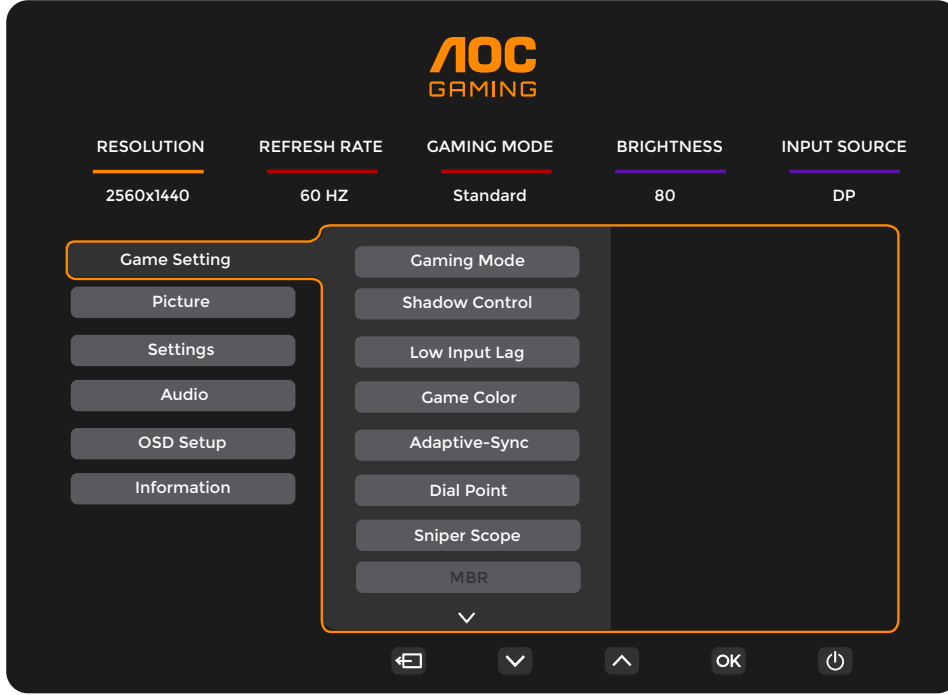 AOC
GAMING
RESOLUTION REFRESH RATE GAMING MODE BRIGHTNESS INPUT SOURCE
2560x1440 60 HZ Standard 80 DP
Game Setting Gaming Mode
Picture Shadow Control
Settings Low Input Lag
Audio Game Color
OSD Setup Adaptive-Sync
Information Dial Point
Sniper Scope
MBR
OK